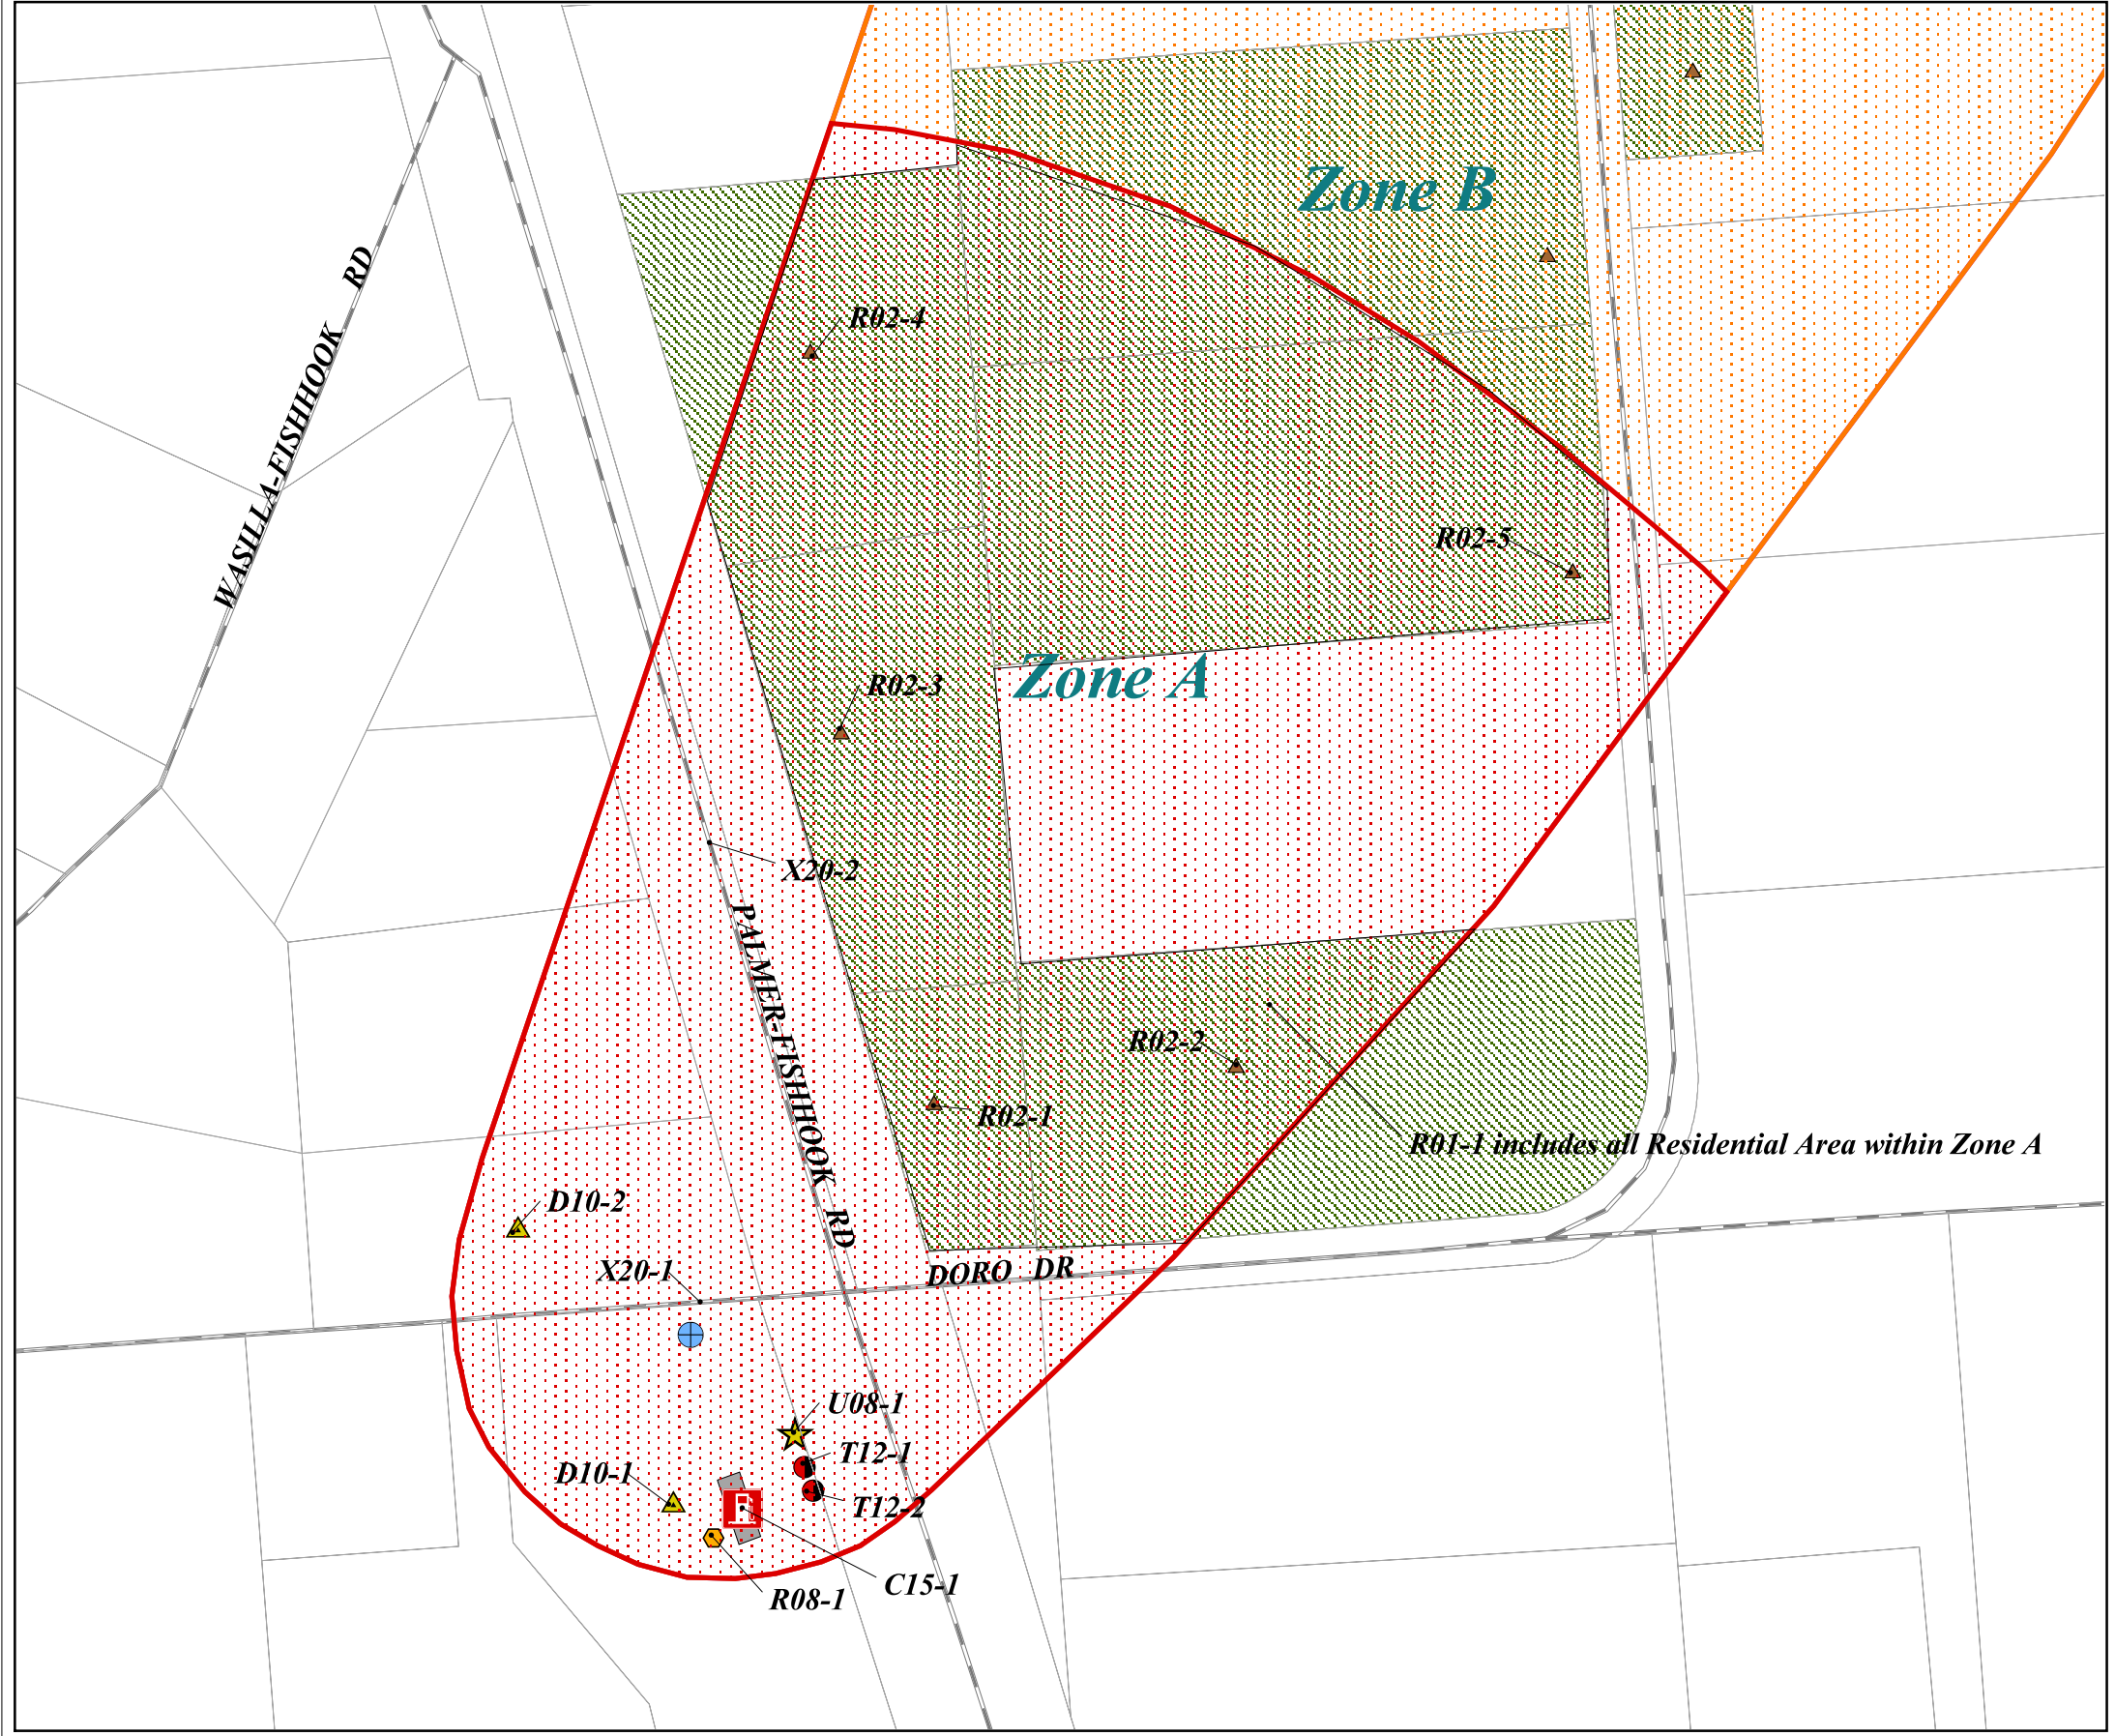 Zone B
WASILLA-FISHHOOK RD
R02-4
R02-5
Zone A
R02-3
X20-2
PALMER-FISHHOOK RD
R02-2
R02-1
R01-1 includes all Residential Area within Zone A
D10-2
X20-1
DORO DR
U08-1
T12-1
D10-1
T12-2
C15-1
R08-1